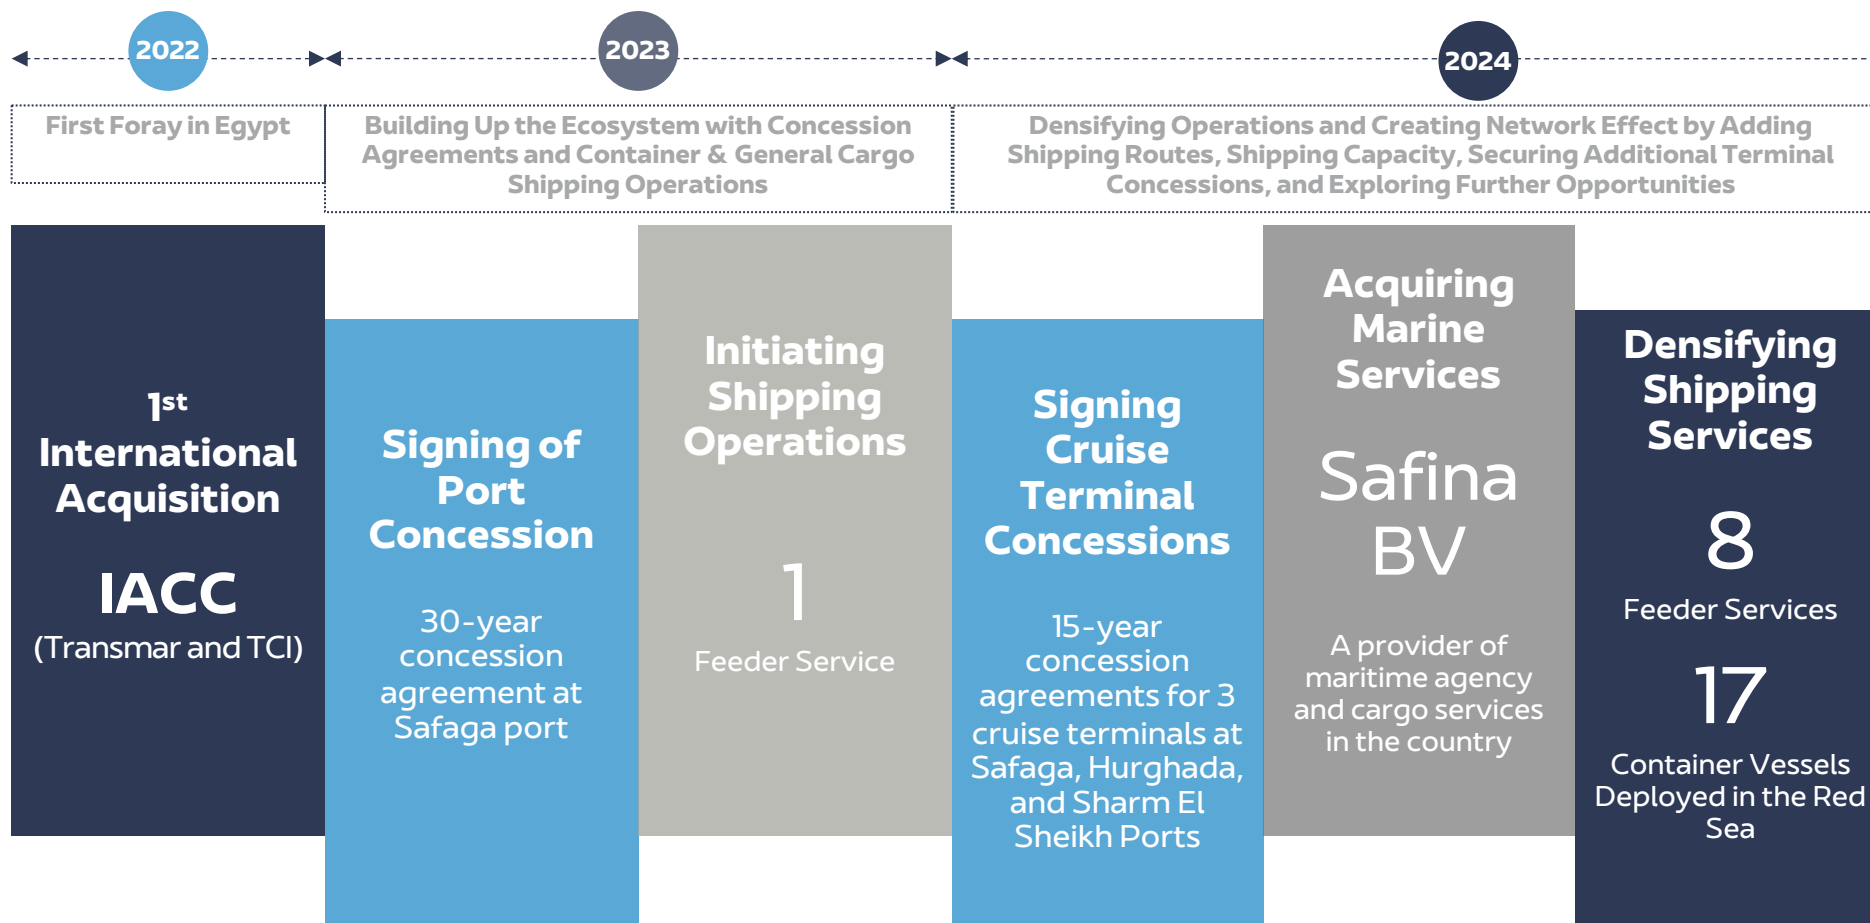 2022
2023
2024
First Foray in Egypt
Building Up the Ecosystem with Concession
Agreements and Container & General Cargo
Shipping Operations
Densifying Operations and Creating Network Effect by Adding
Shipping Routes, Shipping Capacity, Securing Additional Terminal
Concessions, and Exploring Further Opportunities
1st
International
Acquisition
IACC
(Transmar and TCI)
Signing of
Port
Concession
30-year
concession
agreement at
Safaga port
Initiating
Shipping
Operations
1
Feeder Service
Signing
Cruise
Terminal
Concessions
15-year
concession
agreements for 3
cruise terminals at
Safaga, Hurghada,
and Sharm El
Sheikh Ports
Acquiring
Marine
Services
Safina
BV
A provider of
maritime agency
and cargo services
in the country
Densifying
Shipping
Services
8
Feeder Services
17
Container Vessels
Deployed in the Red
Sea